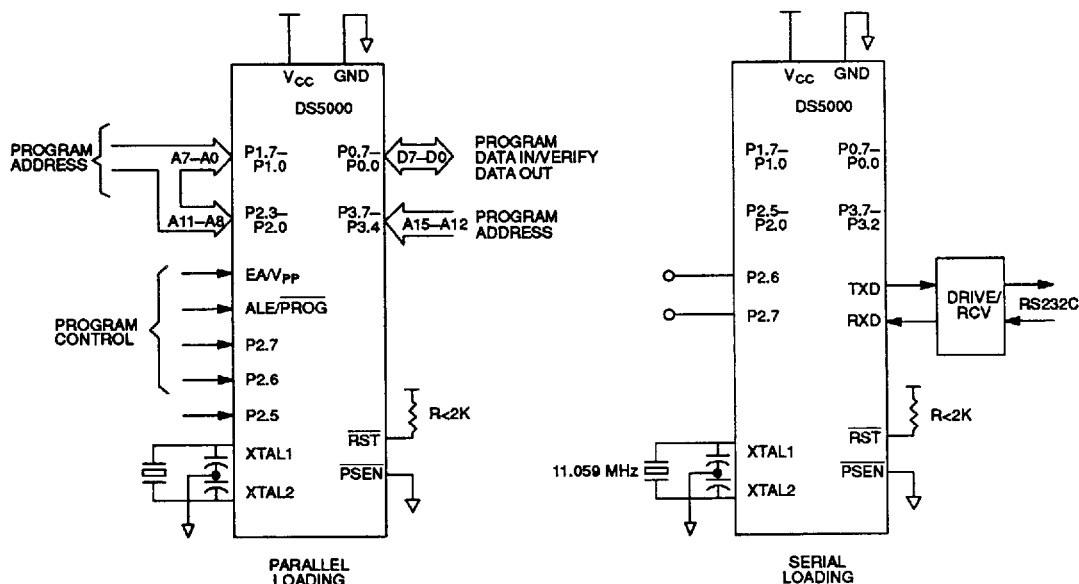 VCC
GND
DS5000
PROGRAM
ADDRESS
A7–A0
P1.7–
P1.0
P0.7–
P0.0
D7–D0
PROGRAM
DATA IN/VERIFY
DATA OUT
A11–A8
P2.3–
P2.0
P3.7–
P3.4
A15–A12
PROGRAM
ADDRESS
PROGRAM
CONTROL
EA/VPP
ALE/PROG
P2.7
P2.6
P2.5
R<2K
RST
XTAL1
PSEN
XTAL2
PARALLEL
LOADING
VCC
GND
DS5000
P1.7–
P1.0
P0.7–
P0.0
P2.5–
P2.0
P3.7–
P3.2
P2.6
P2.7
TXD
RXD
DRIVE/
RCV
RS232C
R<2K
RST
XTAL1
11.059 MHz
PSEN
XTAL2
SERIAL
LOADING